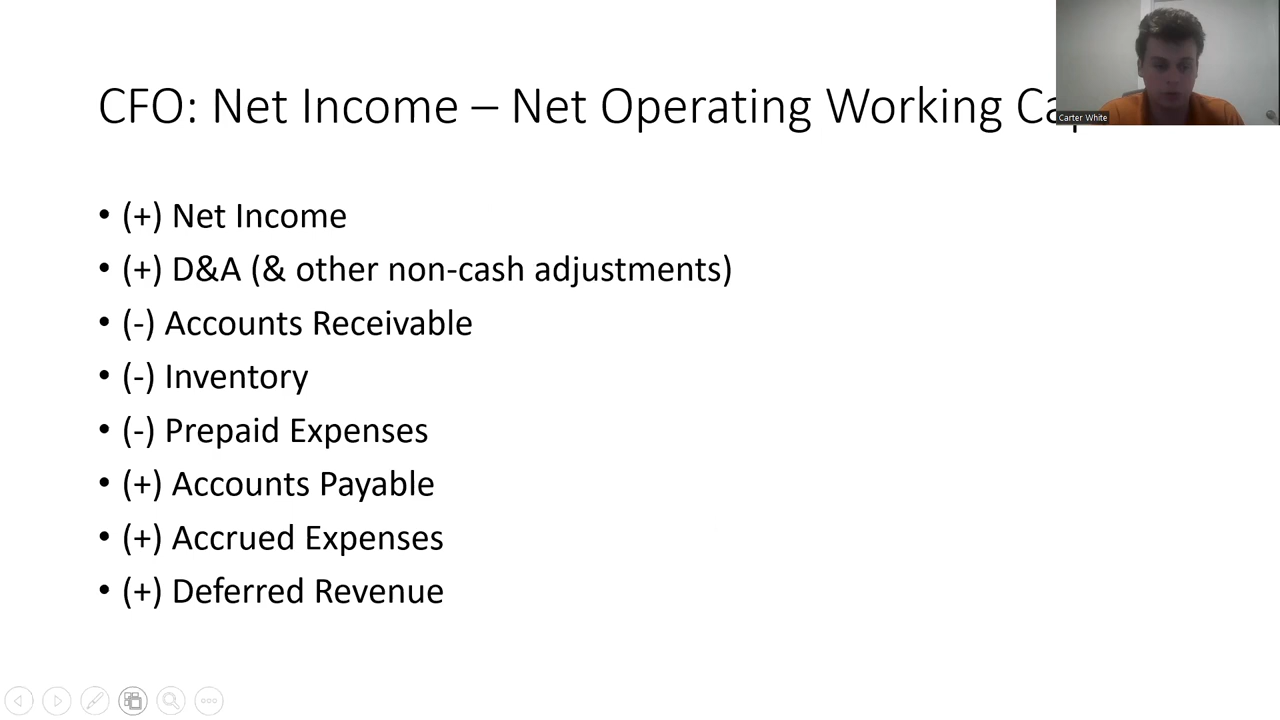 CFO: Net Income – Net Operating Working
• (+) Net Income
• (+) D&A (& other non-cash adjustments)
• (-) Accounts Receivable
• (-) Inventory
• (-) Prepaid Expenses
• (+) Accounts Payable
• (+) Accrued Expenses
• (+) Deferred Revenue
Carter White